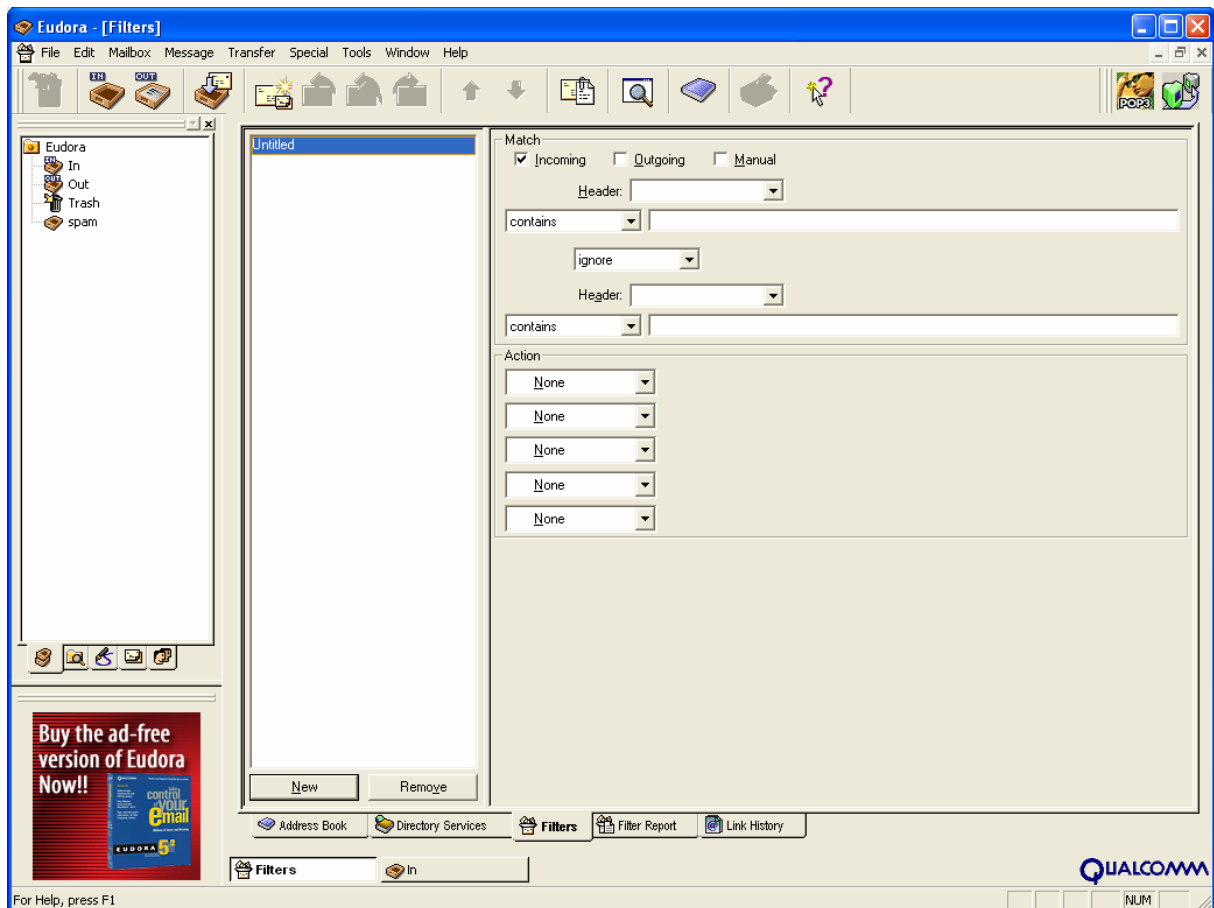 Eudora - [Filters]
File Edit Mailbox Message Transfer Special Tools Window Help
IN OUT
POP3
Eudora
In
Out
Trash
spam
Untitled
New Remove
Match
Incoming Outgoing Manual
Header:
contains
ignore
Header:
contains
Action
None
None
None
None
None
Buy the ad-free
version of Eudora
Now!!
control
of your
email
EUDORA 5.2
Address Book Directory Services Filters Filter Report Link History
Filters In
QUALCOMM
For Help, press F1 NUM